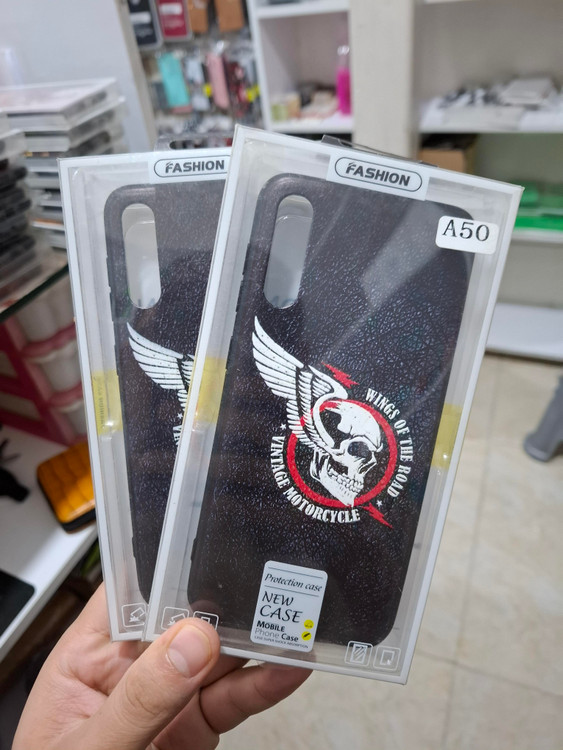 FASHION
FASHION
A50
WINGS OF THE ROAD
VINTAGE MOTORCYCLE
Protection case
NEW
CASE
MOBILE
Phone Case